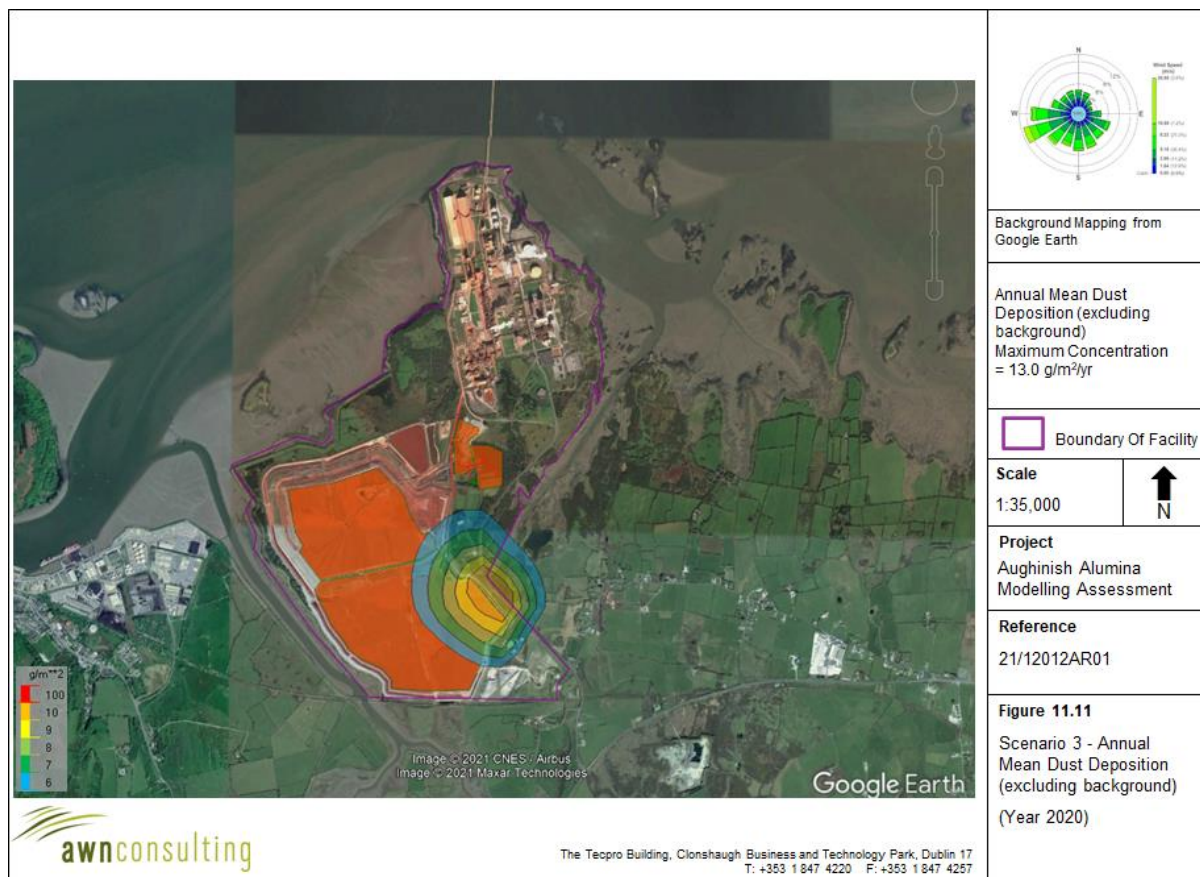 N
W
E
S
12%
8%
Wind Speed
(m/s)
Background Mapping from
Google Earth
Annual Mean Dust
Deposition (excluding
background)
Maximum Concentration
= 13.0 g/m²/yr
Boundary Of Facility
Scale
1:35,000
N
Project
Aughinish Alumina
Modelling Assessment
Reference
21/12012AR01
Figure 11.11
Scenario 3 - Annual
Mean Dust Deposition
(excluding background)
(Year 2020)
g/m**2
100
10
9
8
7
6
Image © 2021 CNES / Airbus
Image © 2021 Maxar Technologies
Google Earth
awnconsulting
The Tecpro Building, Clonshaugh Business and Technology Park, Dublin 17
T: +353 1 847 4220 F: +353 1 847 4257